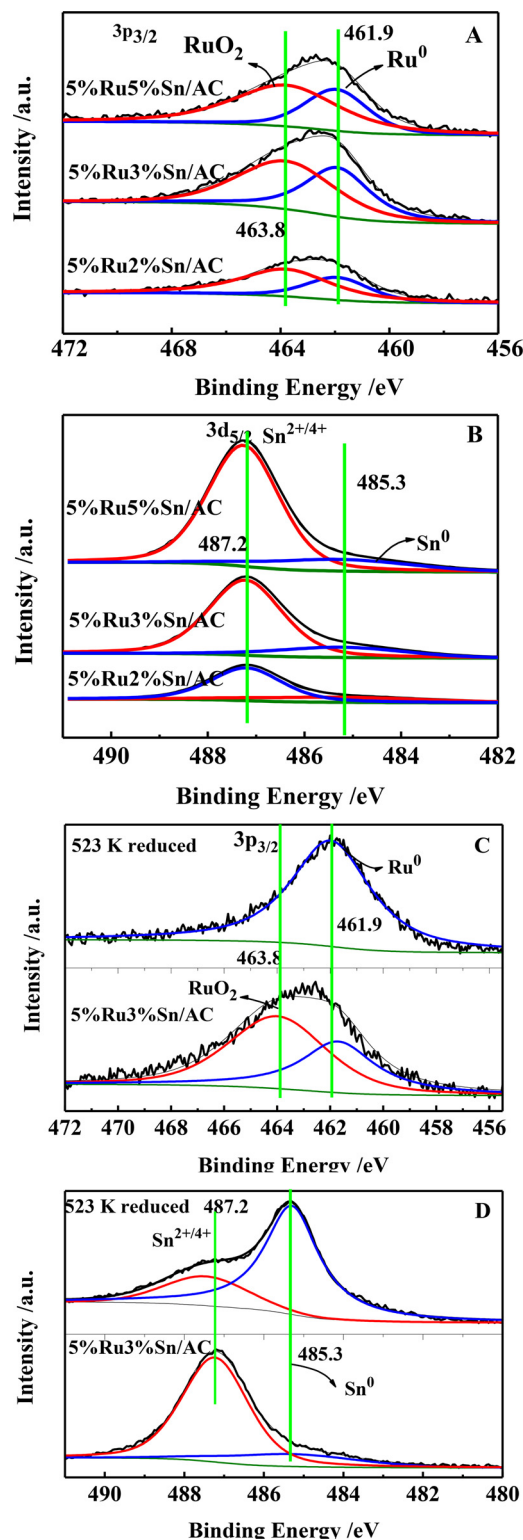 3p3/2
461.9
A
RuO2
Ru0
5%Ru5%Sn/AC
5%Ru3%Sn/AC
463.8
5%Ru2%Sn/AC
Intensity /a.u.
472 468 464 460 456
Binding Energy /eV
3d5/2 Sn2+/4+
B
485.3
5%Ru5%Sn/AC
Sn0
487.2
5%Ru3%Sn/AC
5%Ru2%Sn/AC
Intensity /a.u.
490 488 486 484 482
Binding Energy /eV
523 K reduced
3p3/2
C
Ru0
461.9
463.8
RuO2
5%Ru3%Sn/AC
Intensity /a.u.
472 470 468 466 464 462 460 458 456
Binding Energy /eV
523 K reduced 487.2
D
Sn2+/4+
5%Ru3%Sn/AC
485.3
Sn0
Intensity /a.u.
490 488 486 484 482 480
Binding Energy /eV